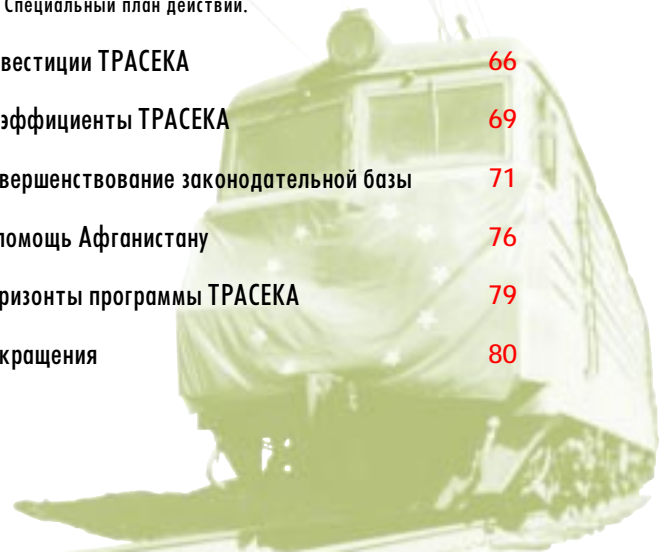 Специальный план действий.
вестиции ТРАСЕКА 66
эффициенты ТРАСЕКА 69
вершенствование законодательной базы 71
помощь Афганистану 76
ризонты программы ТРАСЕКА 79
кращения 80